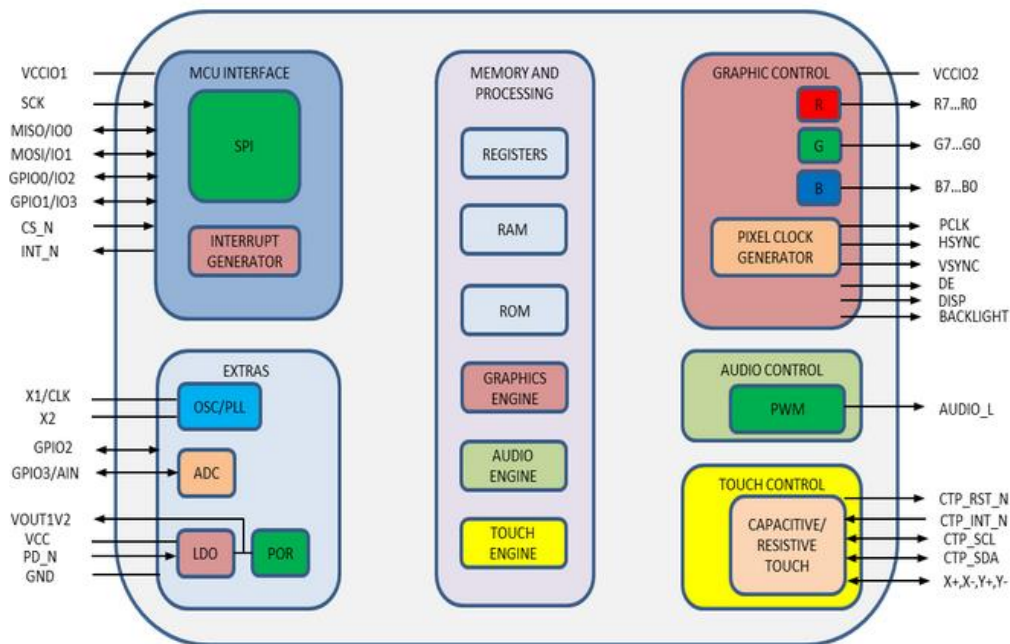 MCU INTERFACE
VCCIO1
SCK
MISO/IO0
MOSI/IO1
GPIO0/IO2
GPIO1/IO3
CS_N
INT_N
SPI
INTERRUPT
GENERATOR
EXTRAS
X1/CLK
X2
GPIO2
GPIO3/AIN
VOUT1V2
VCC
PD_N
GND
OSC/PLL
ADC
LDO
POR
MEMORY AND
PROCESSING
REGISTERS
RAM
ROM
GRAPHICS
ENGINE
AUDIO
ENGINE
TOUCH
ENGINE
GRAPHIC CONTROL
R
G
B
PIXEL CLOCK
GENERATOR
VCCIO2
R7...R0
G7...G0
B7...B0
PCLK
HSYNC
VSYNC
DE
DISP
BACKLIGHT
AUDIO CONTROL
PWM
AUDIO_L
TOUCH CONTROL
CAPACITIVE/
RESISTIVE
TOUCH
CTP_RST_N
CTP_INT_N
CTP_SCL
CTP_SDA
X+,X-,Y+,Y-